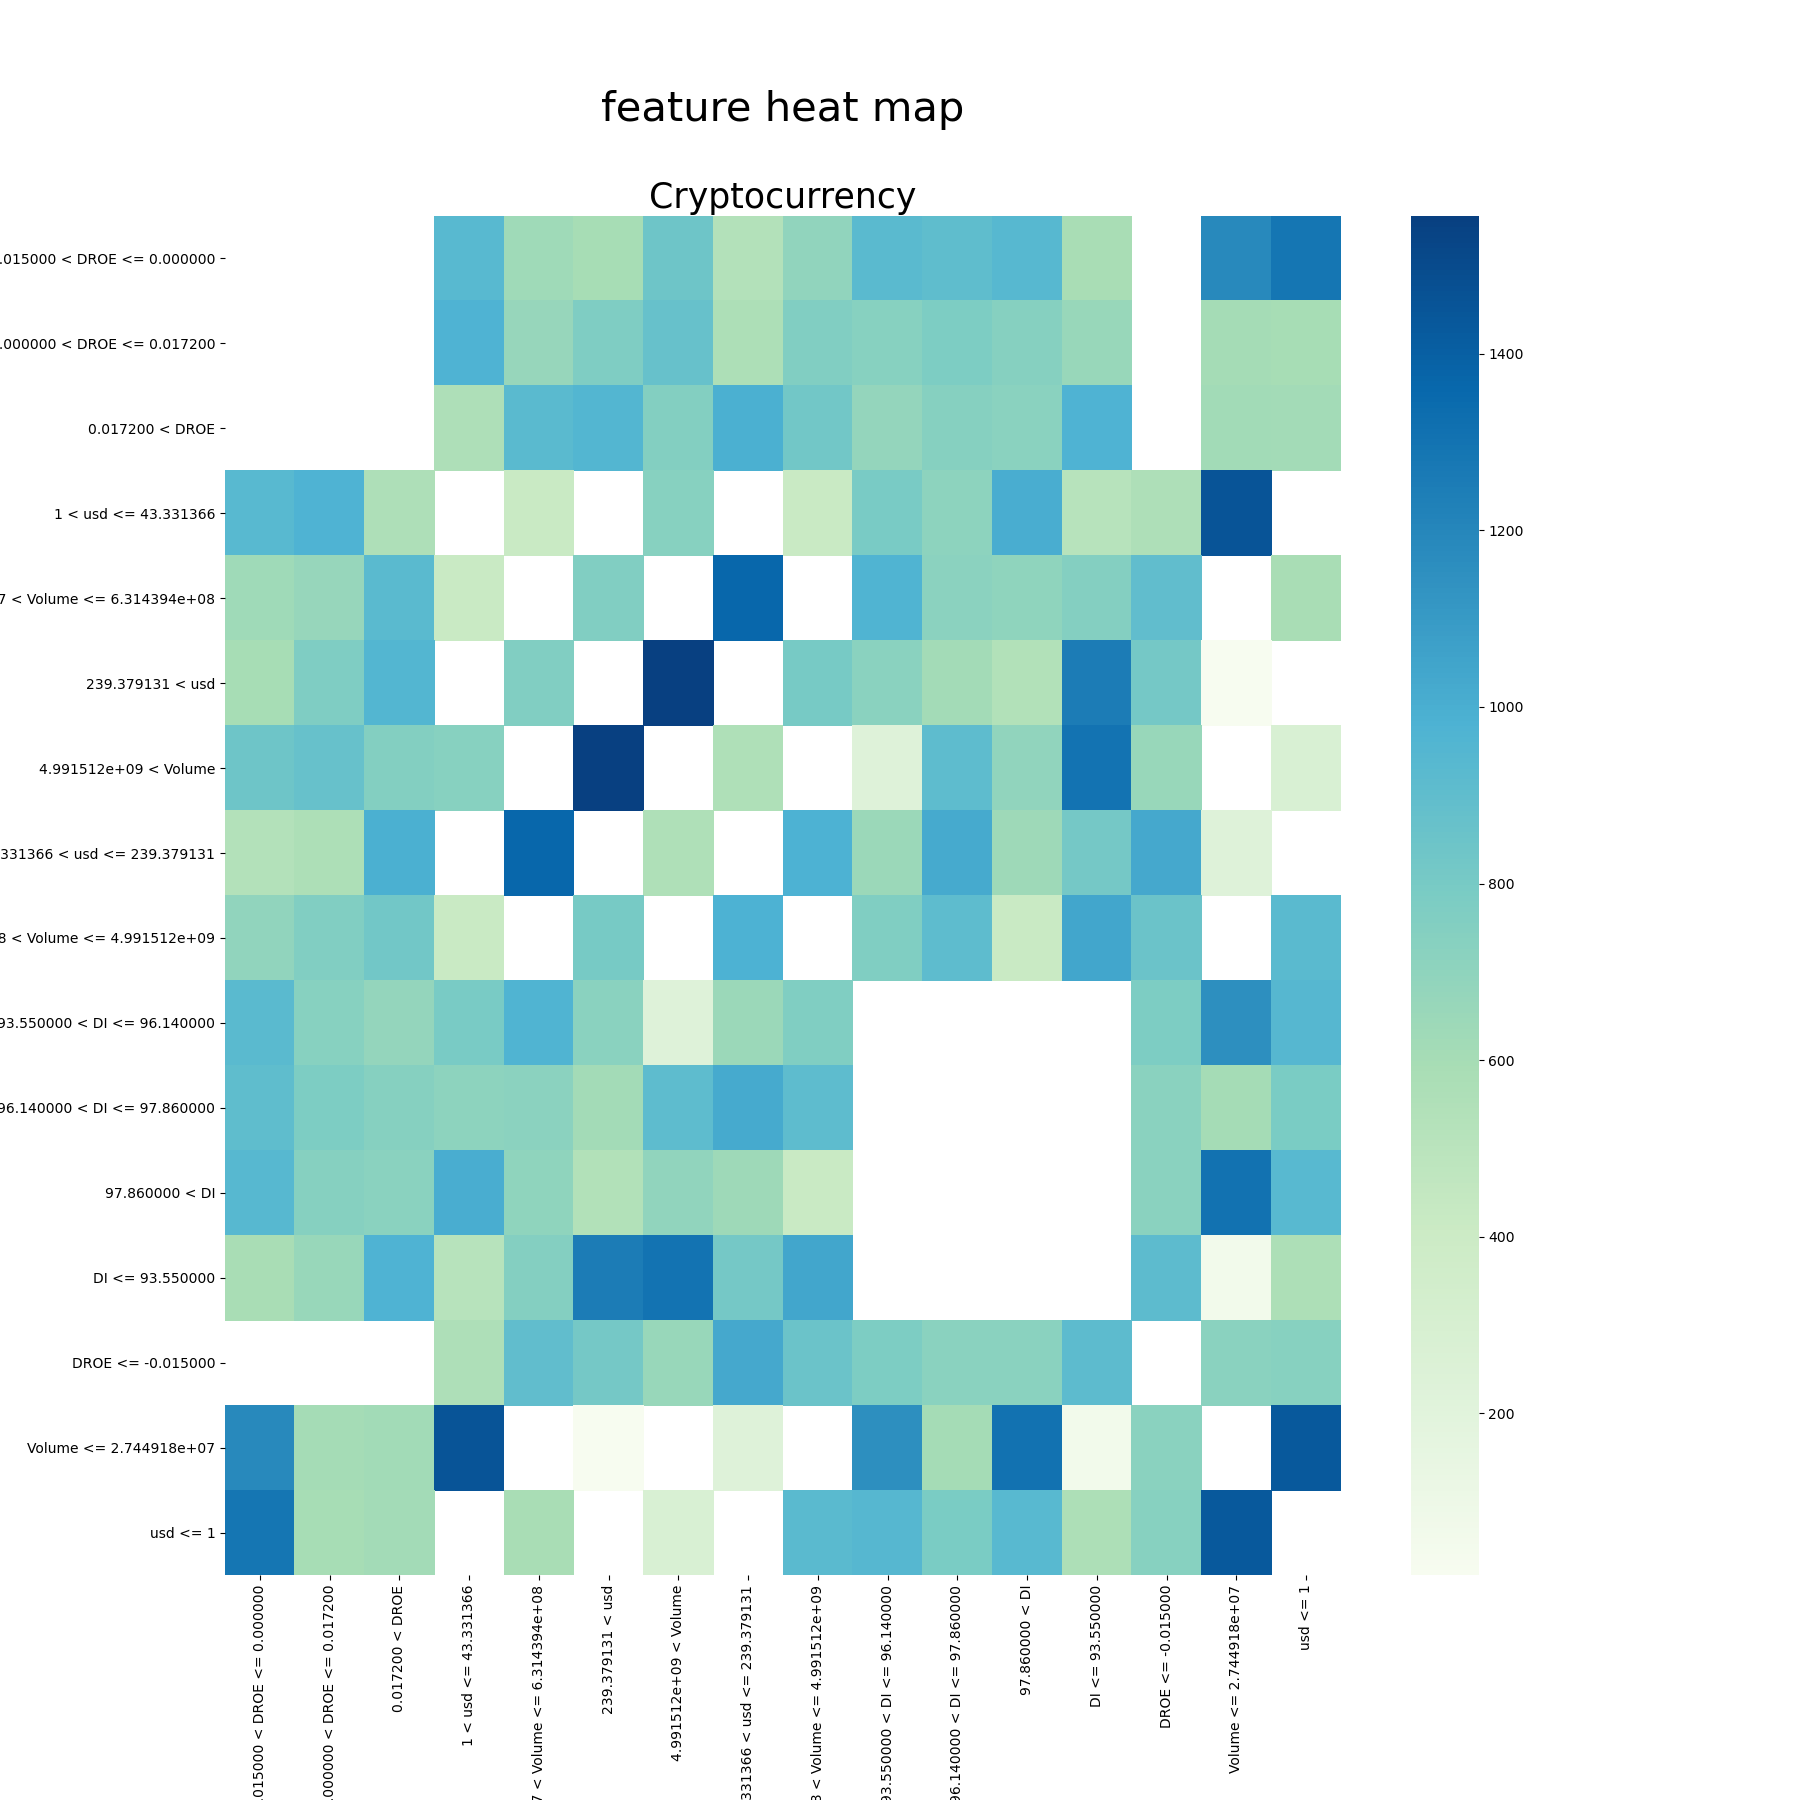 feature heat map
Cryptocurrency
.015000 < DROE <= 0.000000
.000000 < DROE <= 0.017200
0.017200 < DROE
1 < usd <= 43.331366
7 < Volume <= 6.314394e+08
239.379131 < usd
4.991512e+09 < Volume
331366 < usd <= 239.379131
8 < Volume <= 4.991512e+09
93.550000 < DI <= 96.140000
96.140000 < DI <= 97.860000
97.860000 < DI
DI <= 93.550000
DROE <= -0.015000
Volume <= 2.744918e+07
usd <= 1
.015000 < DROE <= 0.000000
.000000 < DROE <= 0.017200
0.017200 < DROE
1 < usd <= 43.331366
7 < Volume <= 6.314394e+08
239.379131 < usd
4.991512e+09 < Volume
331366 < usd <= 239.379131
8 < Volume <= 4.991512e+09
93.550000 < DI <= 96.140000
96.140000 < DI <= 97.860000
97.860000 < DI
DI <= 93.550000
DROE <= -0.015000
Volume <= 2.744918e+07
usd <= 1
1400
1200
1000
800
600
400
200